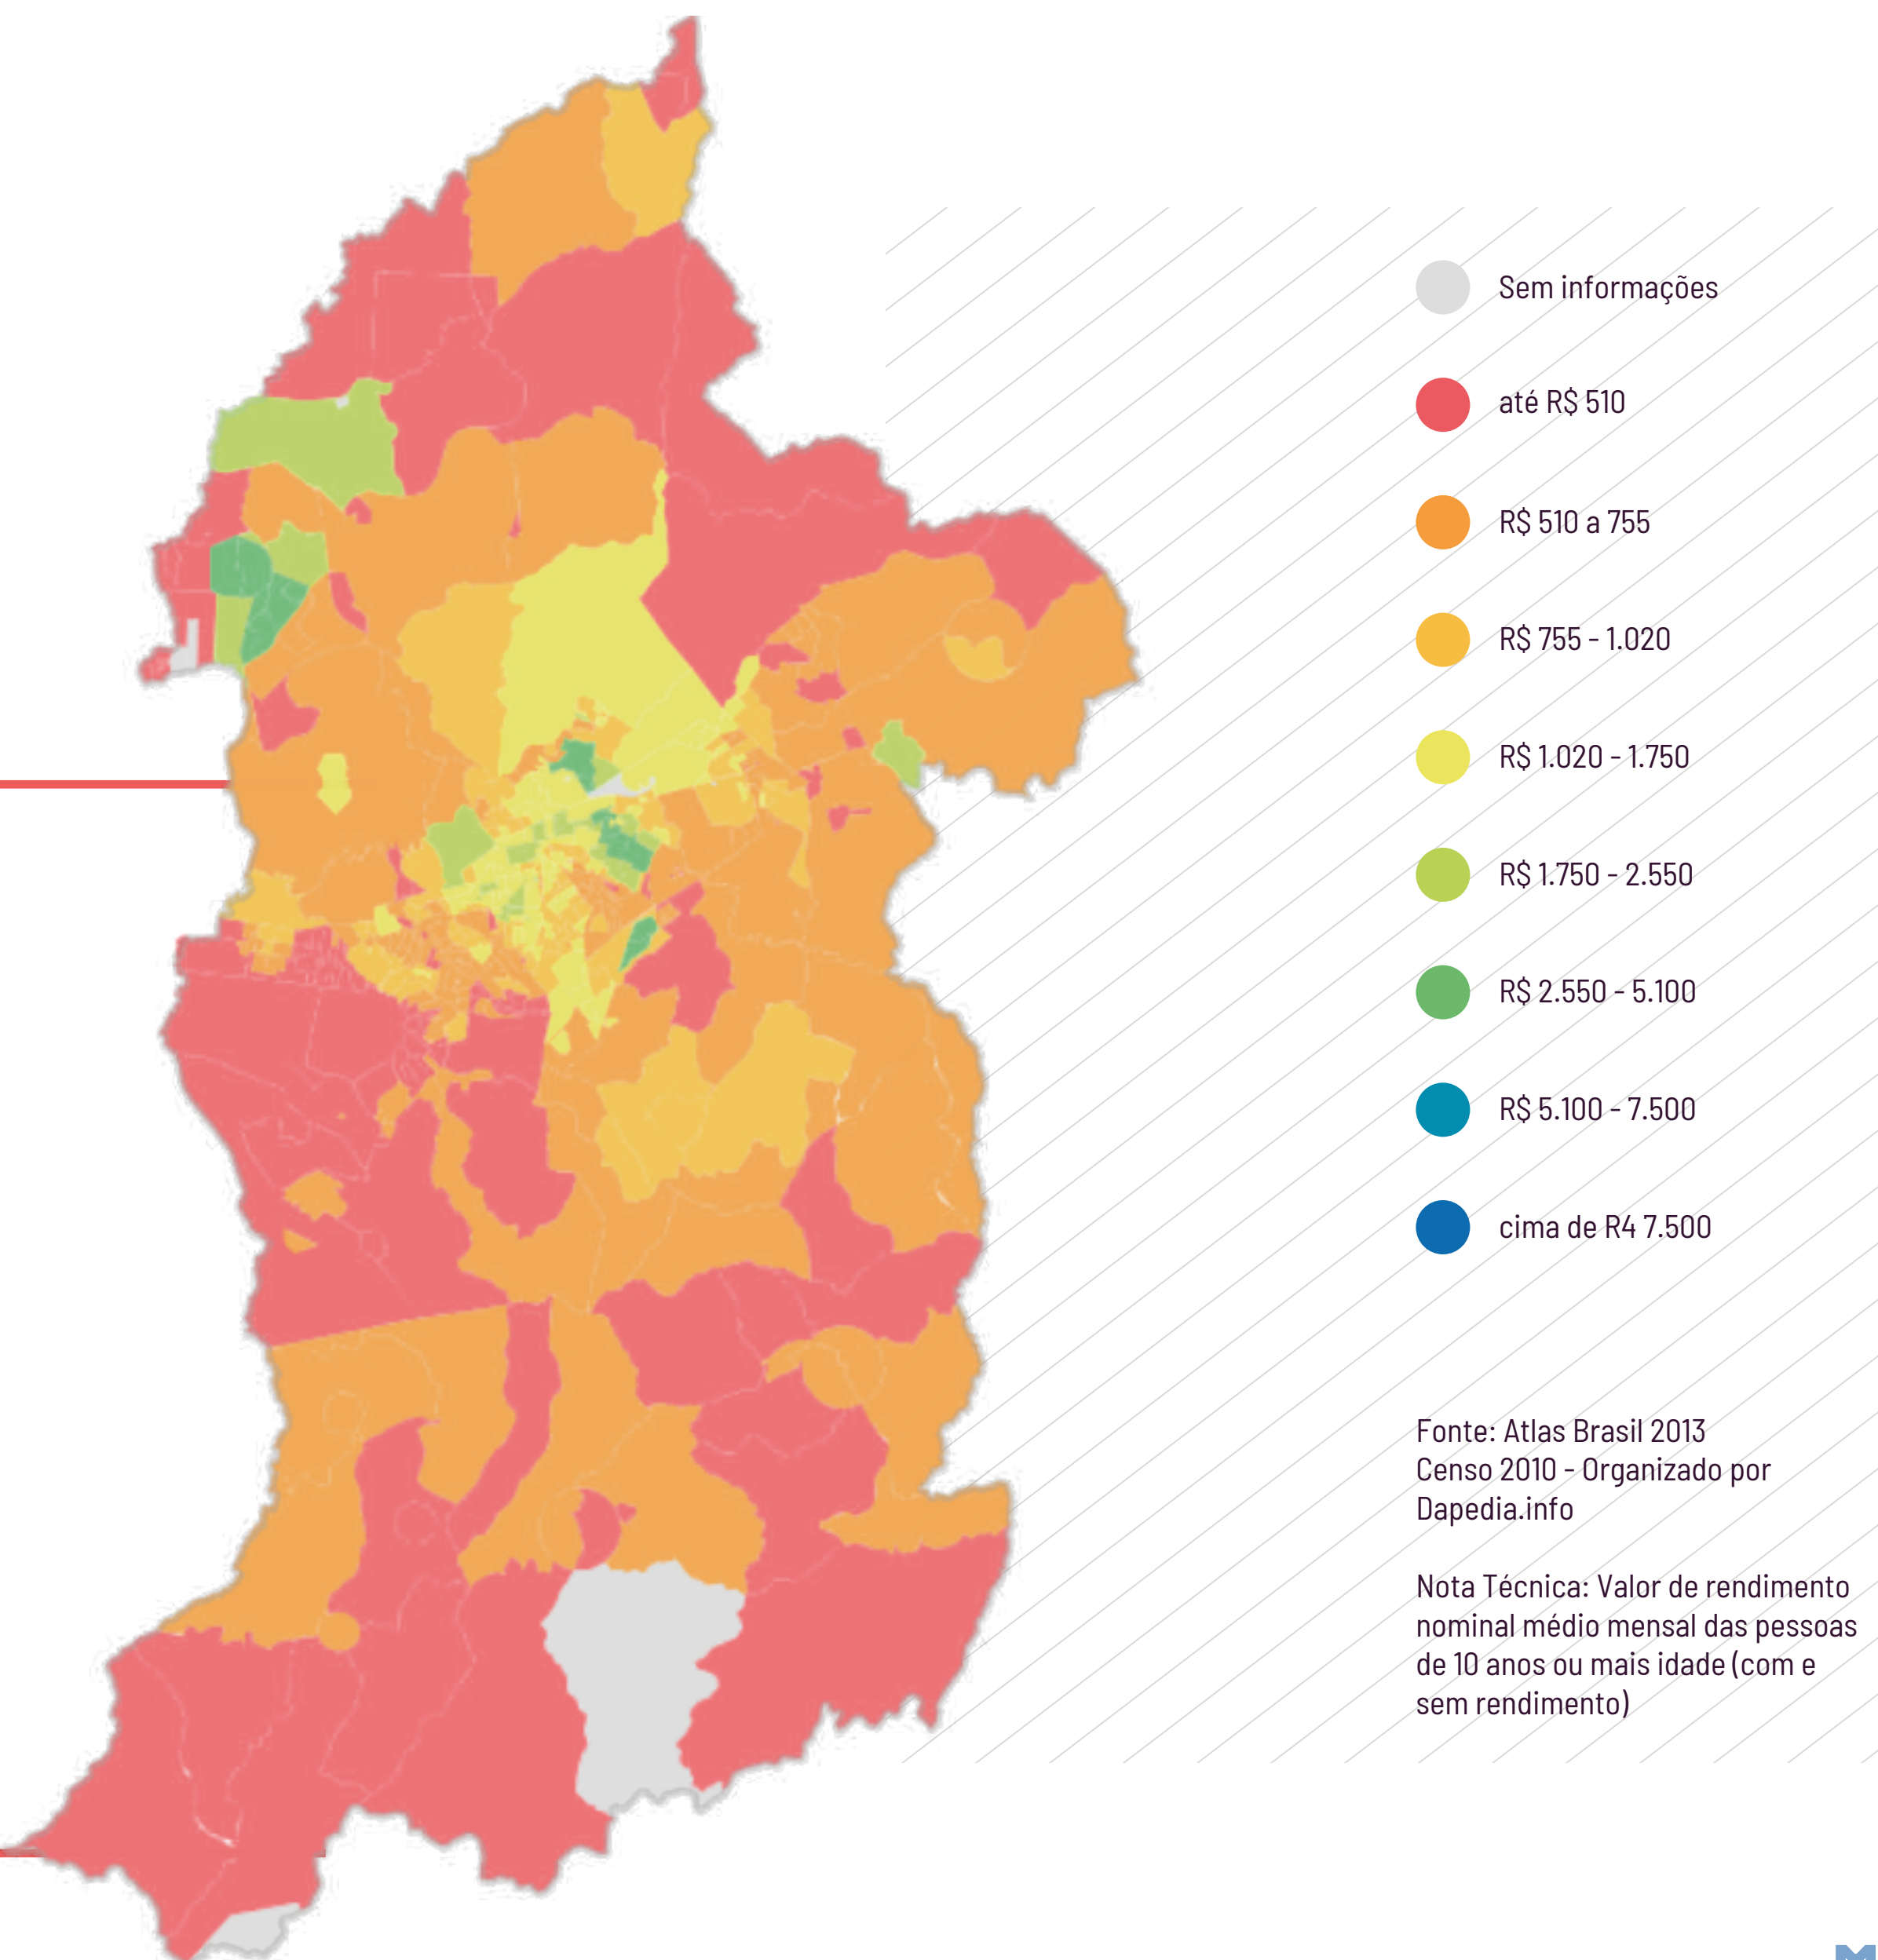 Sem informações
até R$ 510
R$ 510 a 755
R$ 755 - 1.020
R$ 1.020 - 1.750
R$ 1.750 - 2.550
R$ 2.550 - 5.100
R$ 5.100 - 7.500
cima de R4 7.500
Fonte: Atlas Brasil 2013
Censo 2010 - Organizado por
Dapedia.info
Nota Técnica: Valor de rendimento
nominal médio mensal das pessoas
de 10 anos ou mais idade (com e
sem rendimento)